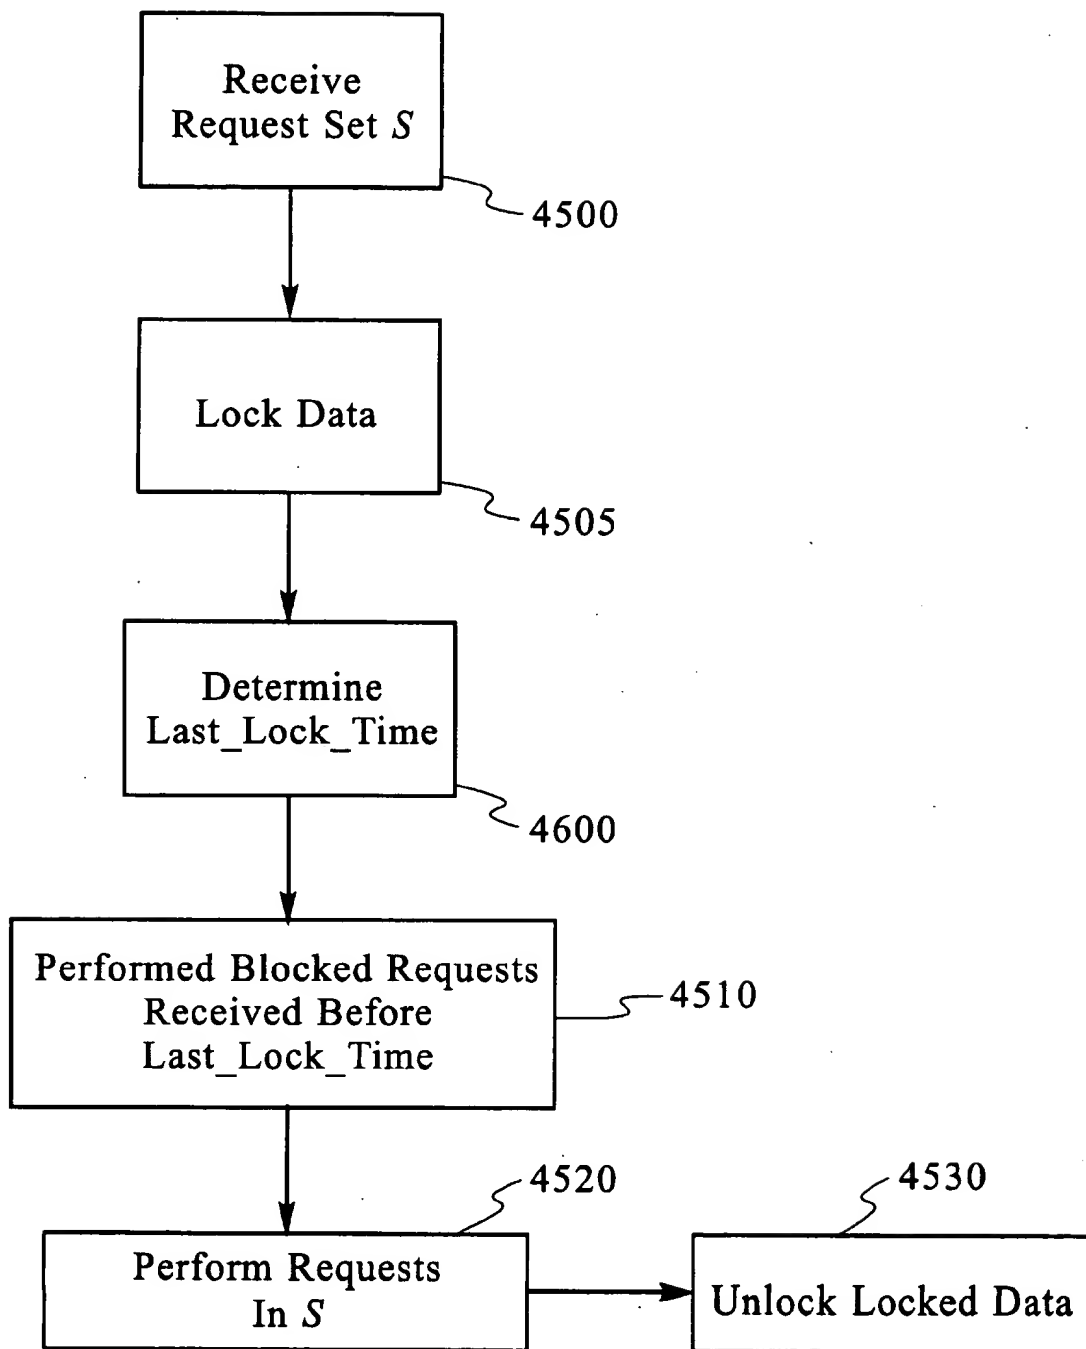 Receive
Request Set S
4500
Lock Data
4505
Determine
Last_Lock_Time
4600
Performed Blocked Requests
Received Before
Last_Lock_Time
4510
4520
Perform Requests
In S
4530
Unlock Locked Data